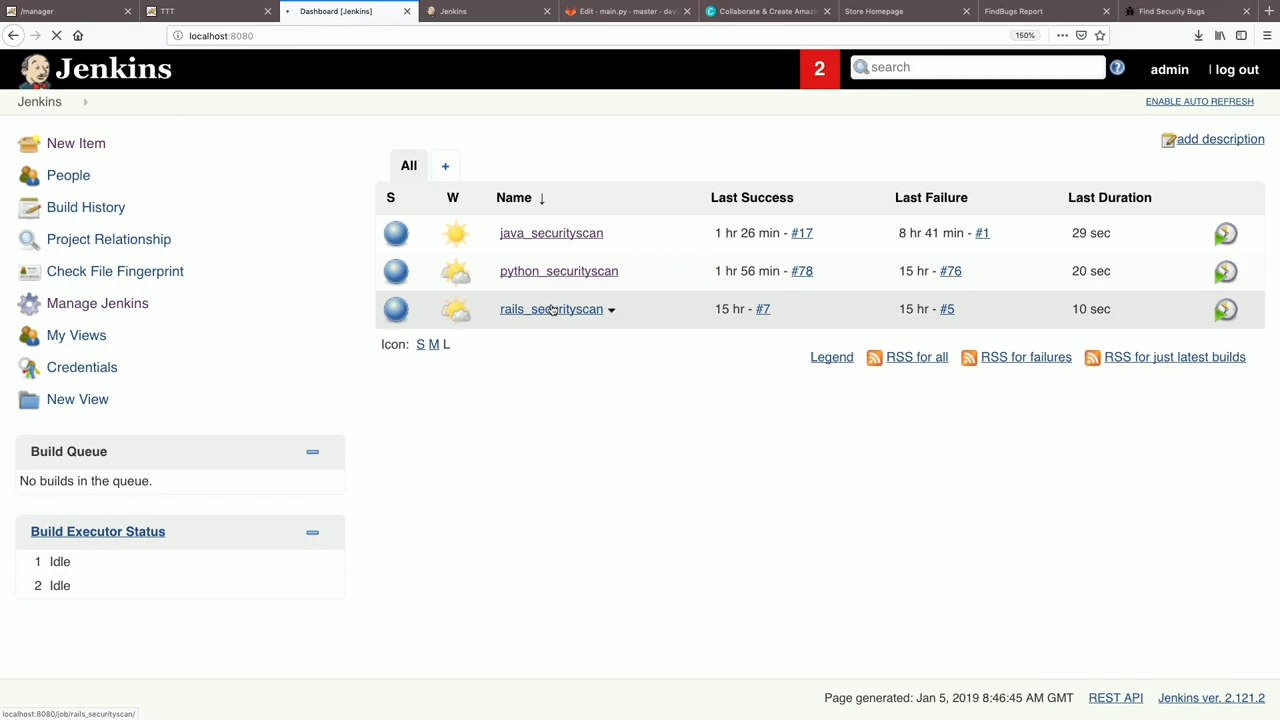 /manager
TTT
Dashboard [Jenkins]
Jenkins
Edit - main.py - master - dav
Collaborate & Create Amazi
Store Homepage
FindBugs Report
Find Security Bugs
localhost:8080
150%
Jenkins
2
search
admin
log out
Jenkins
ENABLE AUTO REFRESH
New Item
People
Build History
Project Relationship
Check File Fingerprint
Manage Jenkins
My Views
Credentials
New View
Build Queue
No builds in the queue.
Build Executor Status
1 Idle
2 Idle
add description
All +
S W Name ↓ Last Success Last Failure Last Duration
java_securityscan 1 hr 26 min - #17 8 hr 41 min - #1 29 sec
python_securityscan 1 hr 56 min - #78 15 hr - #76 20 sec
rails_securityscan 15 hr - #7 15 hr - #5 10 sec
Icon: S M L
Legend RSS for all RSS for failures RSS for just latest builds
Page generated: Jan 5, 2019 8:46:45 AM GMT REST API Jenkins ver. 2.121.2
localhost:8080/job/rails_securityscan/